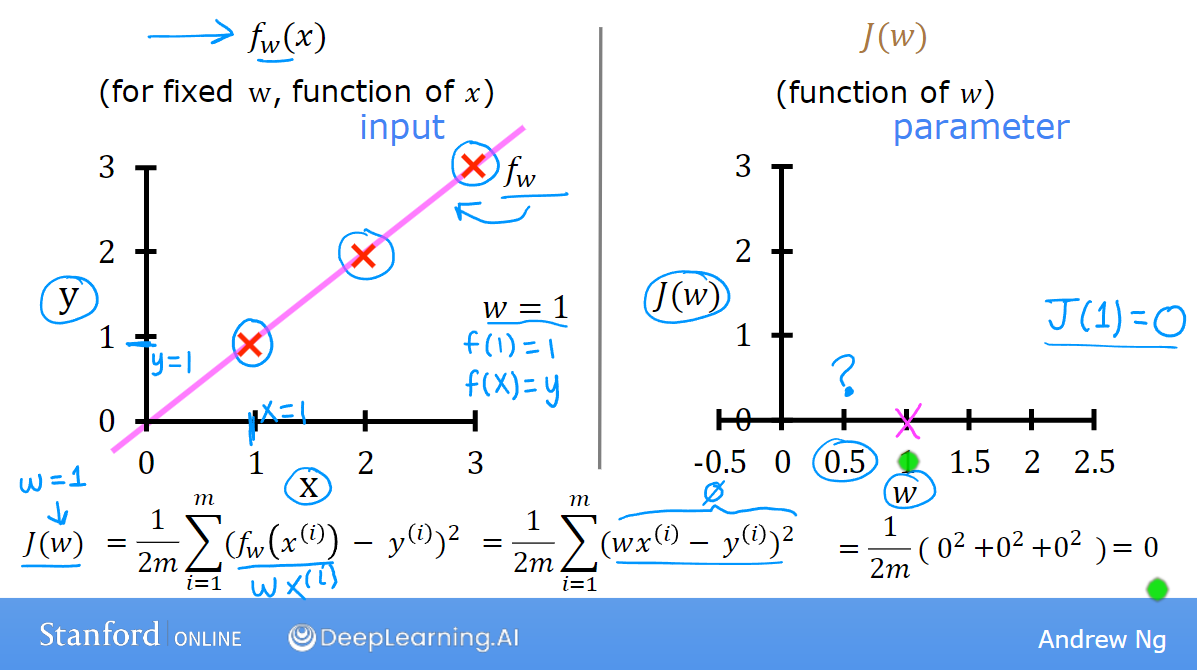 f_w(x)
(for fixed w, function of x)
input
3
2
1
0
y
y=1
x=1
f_w
w = 1
f(1)=1
f(x)=y
0 1 2 3
x
J(w)
(function of w)
parameter
3
2
1
0
J(w)
J(1)=0
?
-0.5 0 0.5 1 1.5 2 2.5
w
w=1
J(w) = \frac{1}{2m} \sum_{i=1}^{m} (f_w(x^{(i)}) - y^{(i)})^2 = \frac{1}{2m} \sum_{i=1}^{m} (wx^{(i)} - y^{(i)})^2 = \frac{1}{2m} (0^2 + 0^2 + 0^2) = 0
wx^{(i)}
0
Stanford ONLINE DeepLearning.AI Andrew Ng